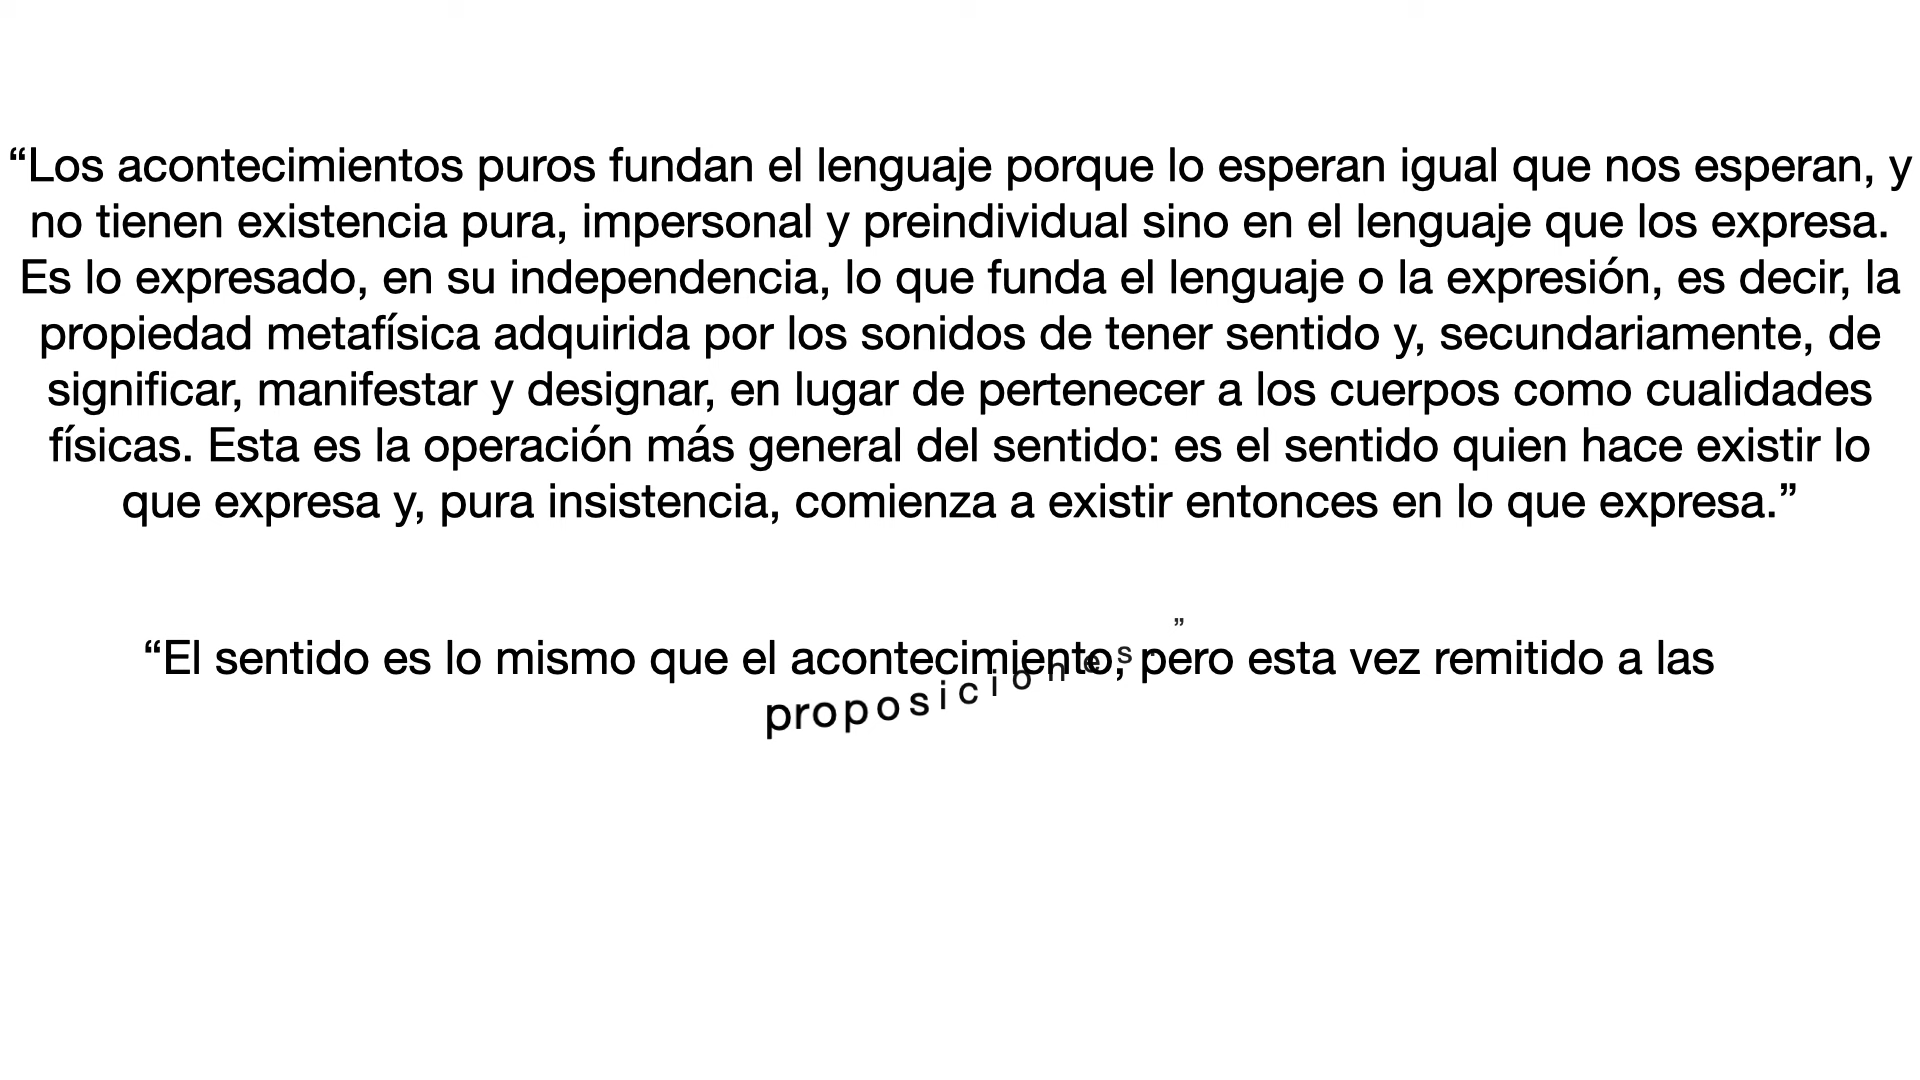 “Los acontecimientos puros fundan el lenguaje porque lo esperan igual que nos esperan, y
no tienen existencia pura, impersonal y preindividual sino en el lenguaje que los expresa.
Es lo expresado, en su independencia, lo que funda el lenguaje o la expresión, es decir, la
propiedad metafísica adquirida por los sonidos de tener sentido y, secundariamente, de
significar, manifestar y designar, en lugar de pertenecer a los cuerpos como cualidades
físicas. Esta es la operación más general del sentido: es el sentido quien hace existir lo
que expresa y, pura insistencia, comienza a existir entonces en lo que expresa.”
“El sentido es lo mismo que el acontecimiento, pero esta vez remitido a las
proposiciones.”